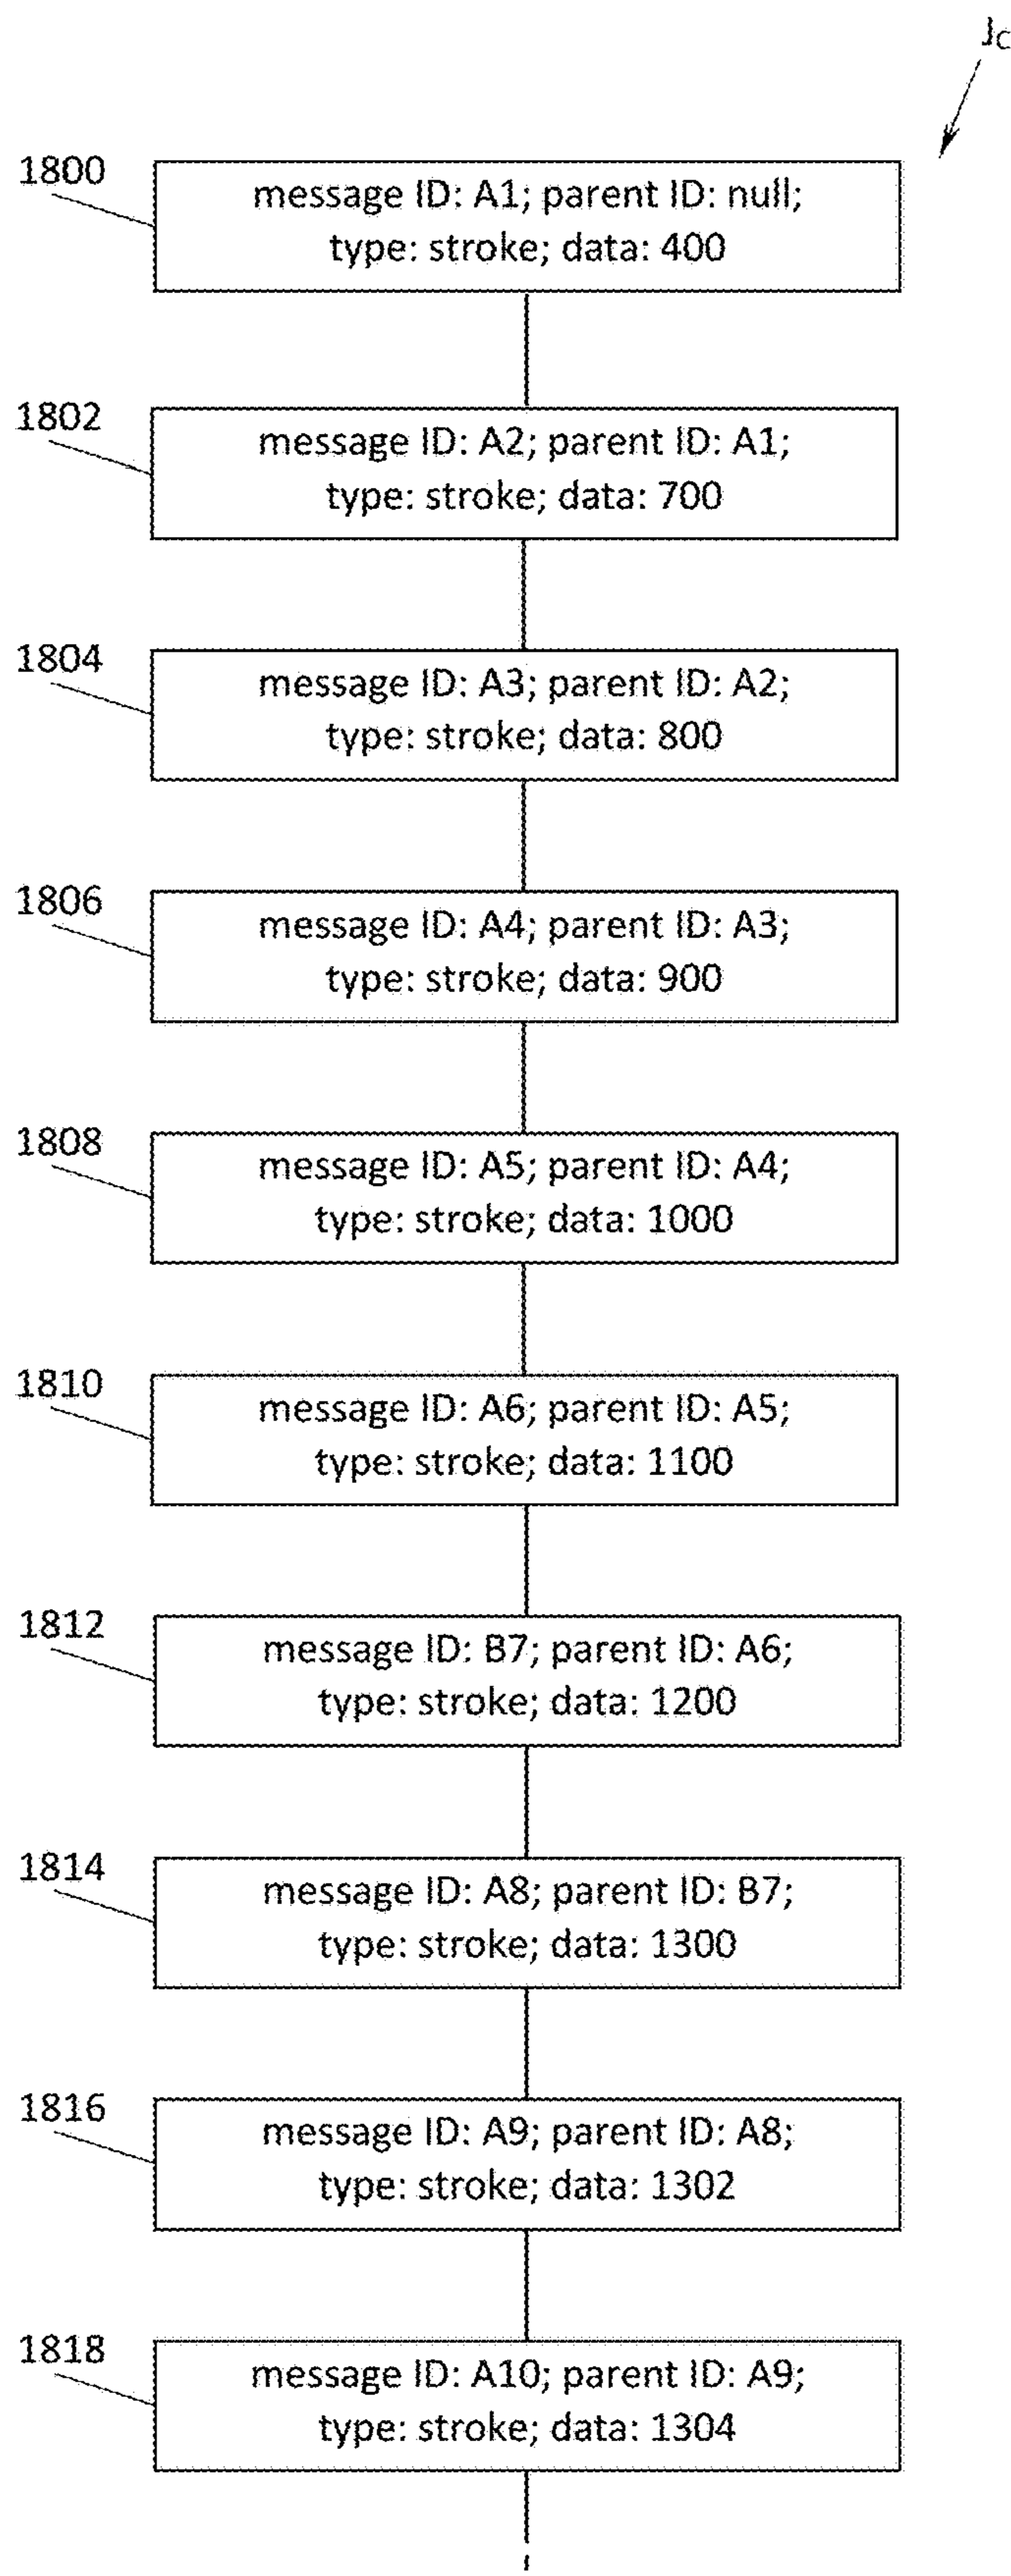 J_C
1800
message ID: A1; parent ID: null;
type: stroke; data: 400
1802
message ID: A2; parent ID: A1;
type: stroke; data: 700
1804
message ID: A3; parent ID: A2;
type: stroke; data: 800
1806
message ID: A4; parent ID: A3;
type: stroke; data: 900
1808
message ID: A5; parent ID: A4;
type: stroke; data: 1000
1810
message ID: A6; parent ID: A5;
type: stroke; data: 1100
1812
message ID: B7; parent ID: A6;
type: stroke; data: 1200
1814
message ID: A8; parent ID: B7;
type: stroke; data: 1300
1816
message ID: A9; parent ID: A8;
type: stroke; data: 1302
1818
message ID: A10; parent ID: A9;
type: stroke; data: 1304